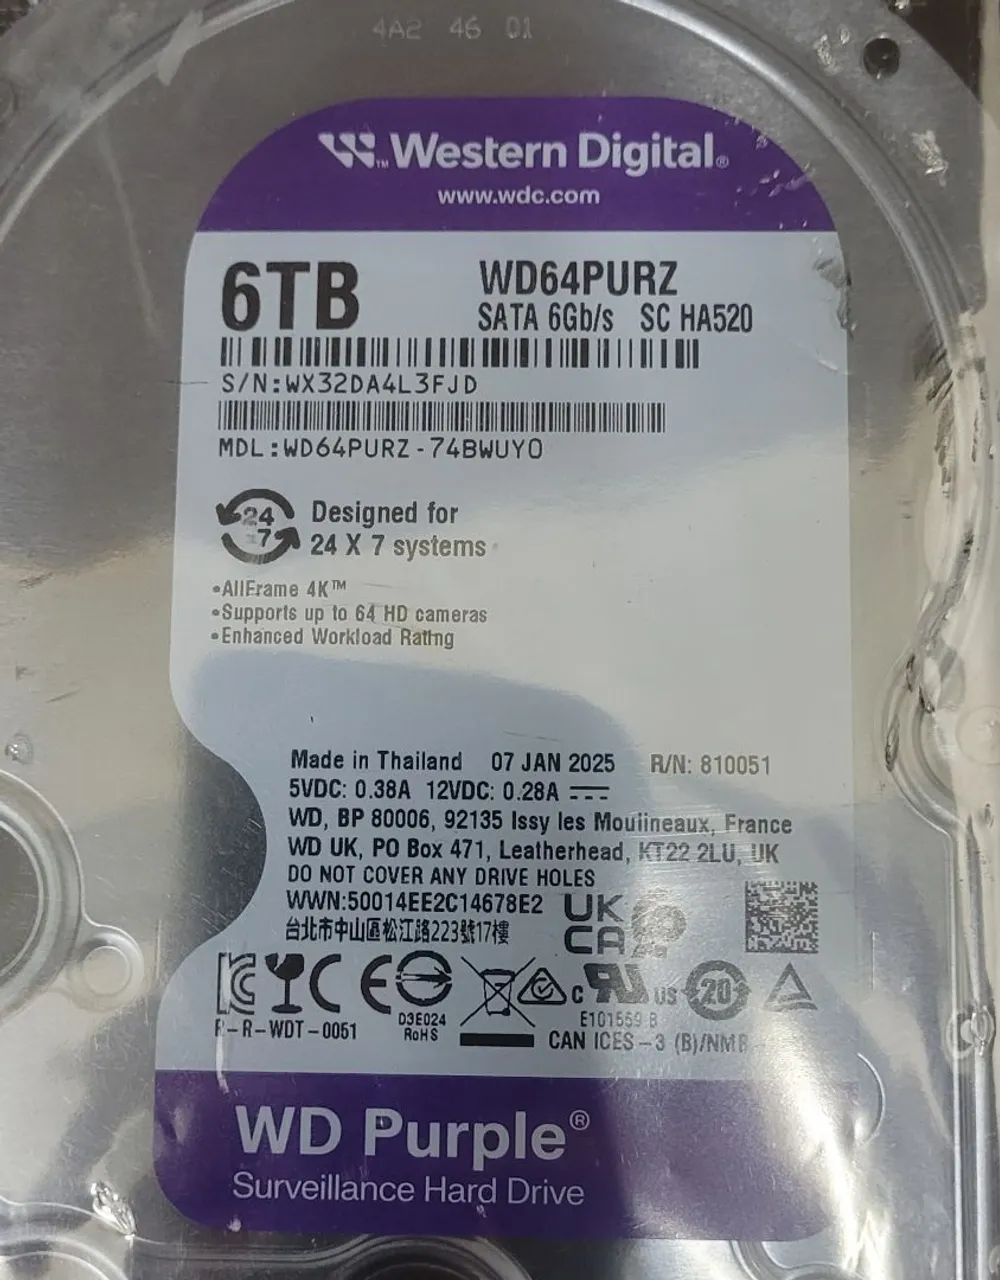 4A2 46 01
Western Digital®
www.wdc.com
6TB
WD64PURZ
SATA 6Gb/s SC HA520
S/N:WX32DA4L3FJD
MDL:WD64PURZ-74BWUY0
24
7
Designed for
24 X 7 systems
•AllFrame 4K™
•Supports up to 64 HD cameras
•Enhanced Workload Rating
Made in Thailand 07 JAN 2025 R/N: 810051
5VDC: 0.38A 12VDC: 0.28A
WD, BP 80006, 92135 Issy les Moulineaux, France
WD UK, PO Box 471, Leatherhead, KT22 2LU, UK
DO NOT COVER ANY DRIVE HOLES
WWN:50014EE2C14678E2
UK
CA
台北市中山區松江路223號17樓
R-R-WDT-0051
D3E024
RoHS
C US
E101559 B
20
CAN ICES-3 (B)/NMB-
WD Purple®
Surveillance Hard Drive